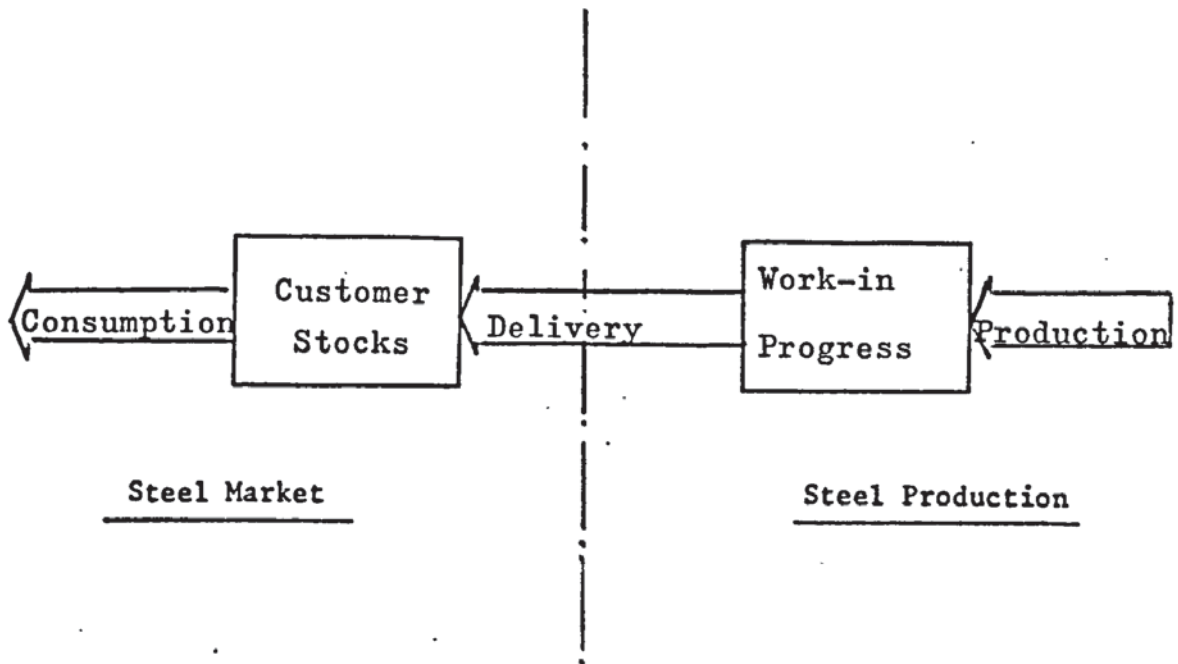 Customer
Stocks
Consumption
Delivery
Work-in
Progress
Production
Steel Market
Steel Production